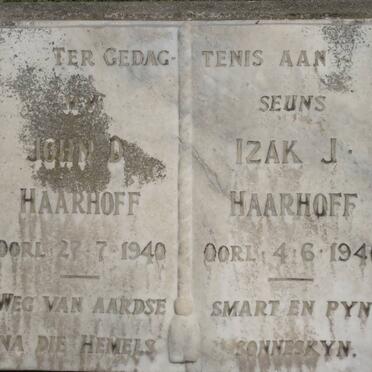 TER GEDAG- TENIS AAN
SEUNS
JOHN D
HAARHOFF
OORL 27·7·1940
IZAK J·
HAARHOFF·
OORL 4·6·1940
WEG VAN AARDSE SMART EN PYN
NA DIE HEMELS SONNESKYN.